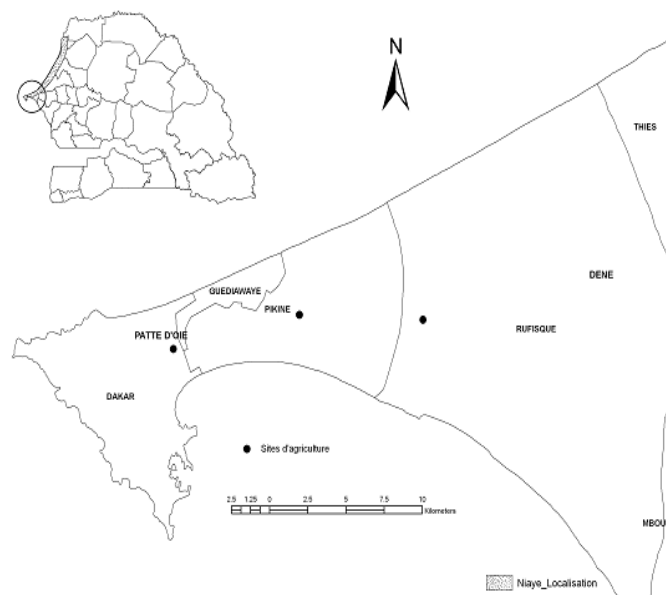 N
THIES
DENE
GUEDIAWAYE
PIKINE
RUFISQUE
PATTE D'OIE
DAKAR
Sites d'agriculture
2.5 1.25 0 2.5 5 7.5 10
Kilometers
MBOU
Niaye_Localisation